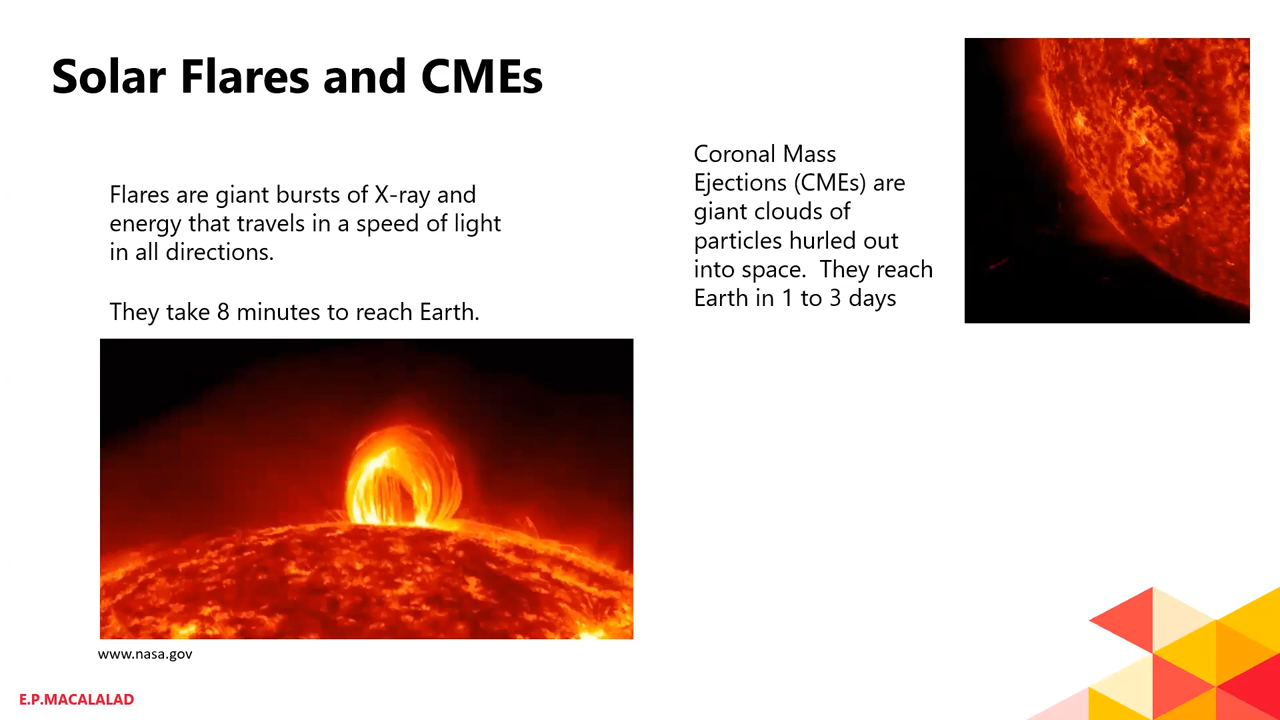 Solar Flares and CMEs
Flares are giant bursts of X-ray and
energy that travels in a speed of light
in all directions.
They take 8 minutes to reach Earth.
Coronal Mass
Ejections (CMEs) are
giant clouds of
particles hurled out
into space.  They reach
Earth in 1 to 3 days
www.nasa.gov
E.P.MACALALAD